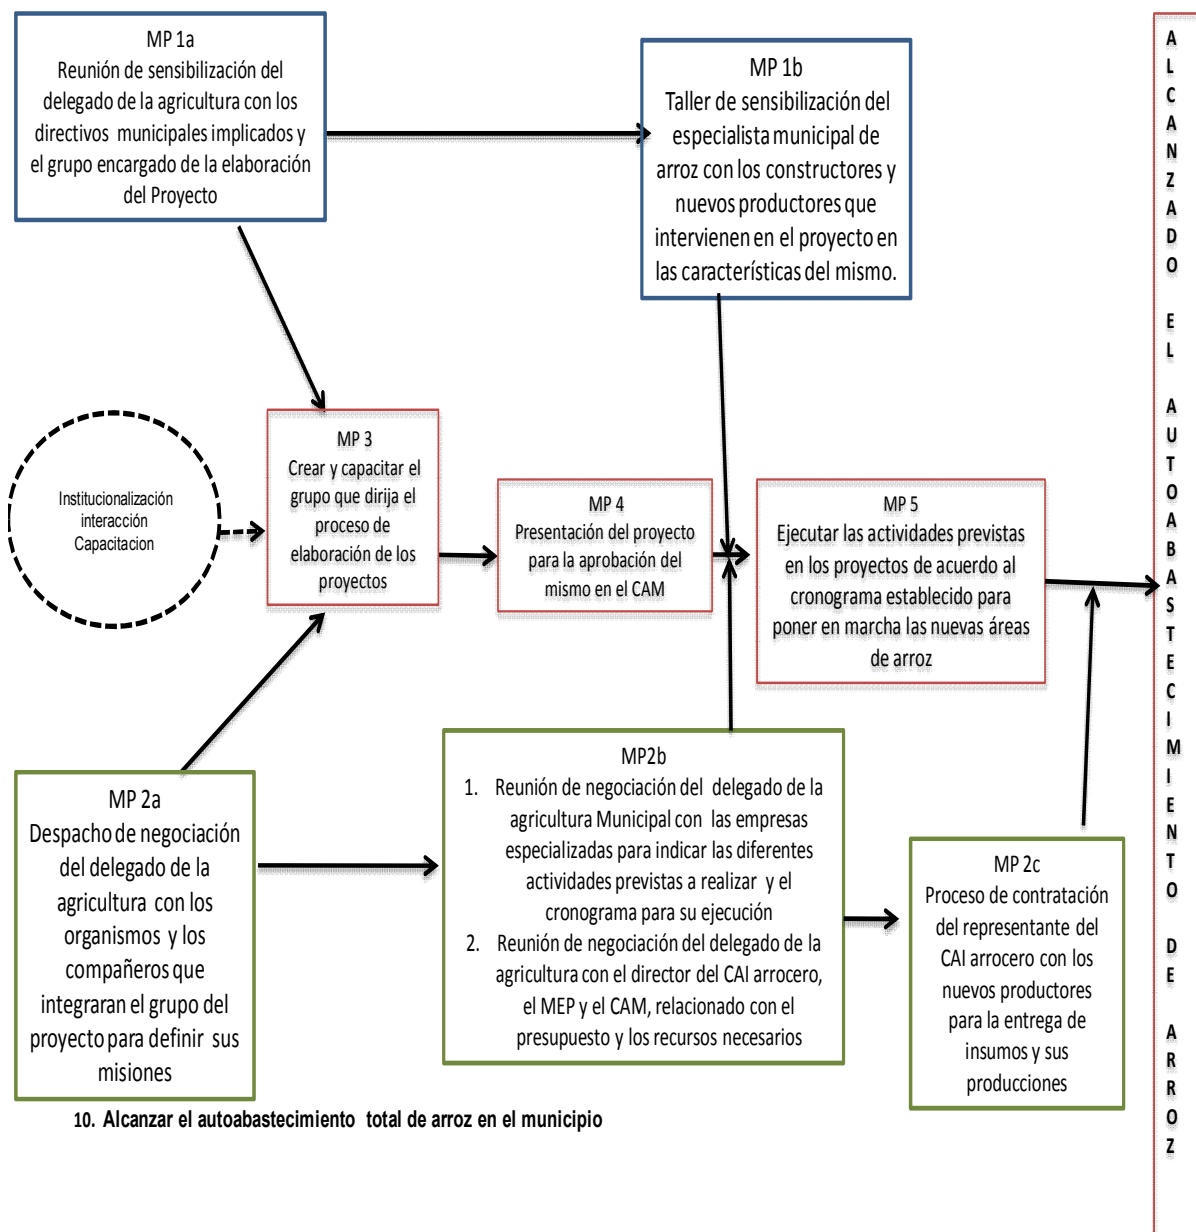 MP 1a
Reunión de sensibilización del
delegado de la agricultura con los
directivos municipales implicados y
el grupo encargado de la elaboración
del Proyecto
MP 1b
Taller de sensibilización del
especialista municipal de
arroz con los constructores y
nuevos productores que
intervienen en el proyecto en
las características del mismo.
Institucionalización
interacción
Capacitacion
MP 3
Crear y capacitar el
grupo que dirija el
proceso de
elaboración de los
proyectos
MP 4
Presentación del proyecto
para la aprobación del
mismo en el CAM
MP 5
Ejecutar las actividades previstas
en los proyectos de acuerdo al
cronograma establecido para
poner en marcha las nuevas áreas
de arroz
MP 2a
Despacho de negociación
del delegado de la
agricultura con los
organismos y los
compañeros que
integraran el grupo del
proyecto para definir sus
misiones
MP2b
1. Reunión de negociación del delegado de la
agricultura Municipal con las empresas
especializadas para indicar las diferentes
actividades previstas a realizar y el
cronograma para su ejecución
2. Reunión de negociación del delegado de la
agricultura con el director del CAI arrocero,
el MEP y el CAM, relacionado con el
presupuesto y los recursos necesarios
MP 2c
Proceso de contratación
del representante del
CAI arrocero con los
nuevos productores
para la entrega de
insumos y sus
producciones
ALCANZADO EL AUTOABASTECIMIENTO DE ARROZ
10. Alcanzar el autoabastecimiento total de arroz en el municipio